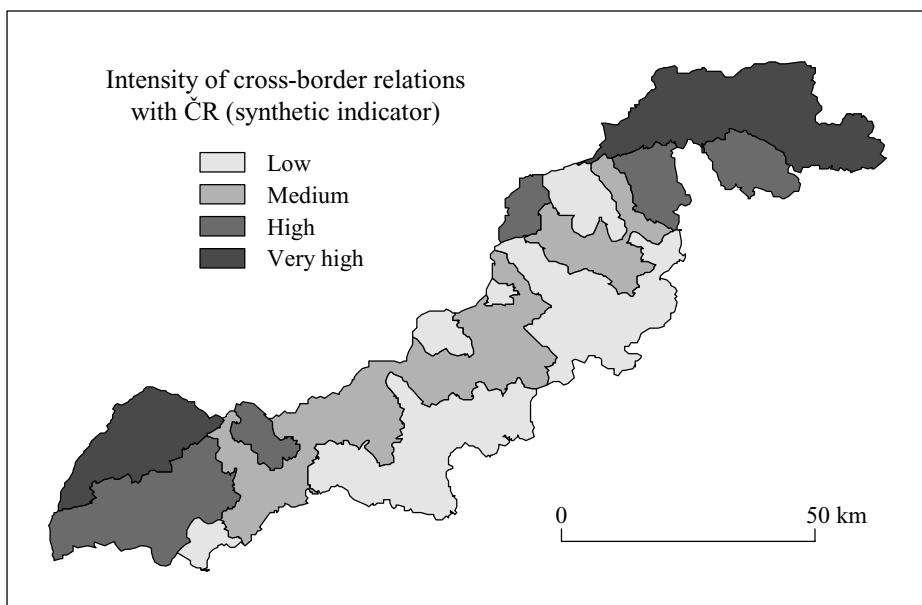 Intensity of cross-border relations
with ČR (synthetic indicator)
Low
Medium
High
Very high
0 50 km